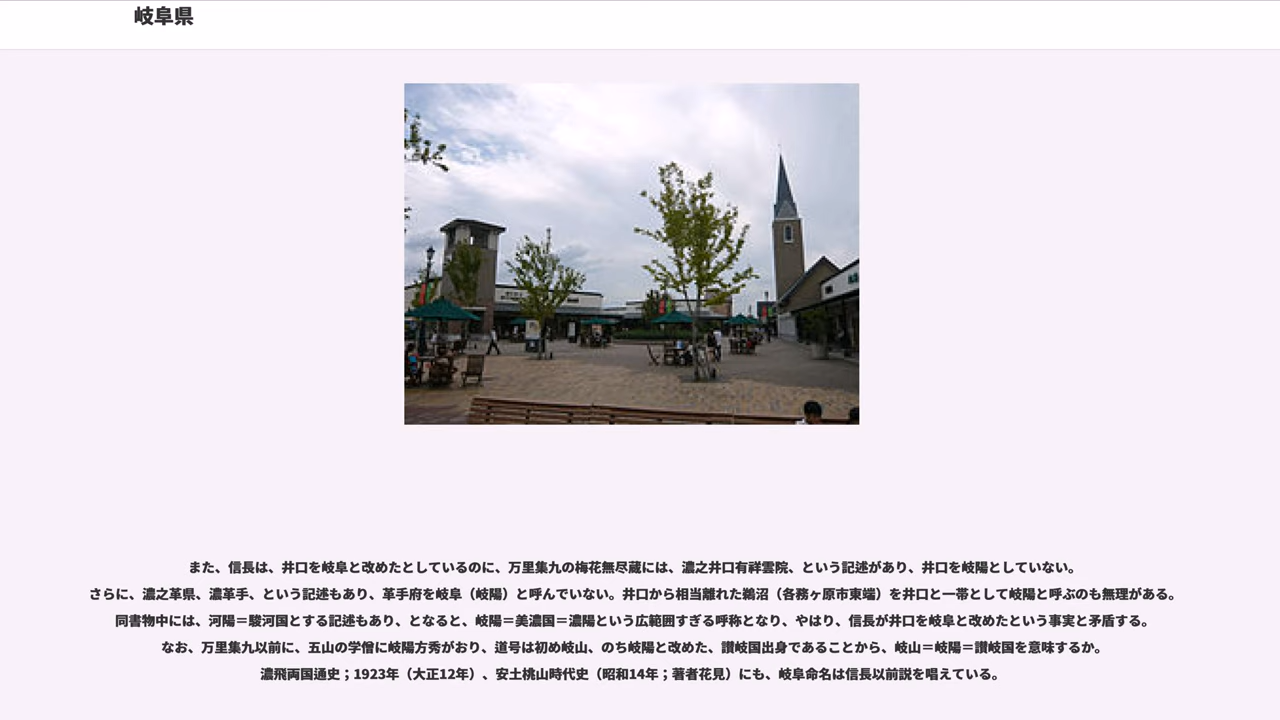 岐阜県
また、信長は、井口を岐阜と改めたとしているのに、万里集九の梅花無尽蔵には、濃之井口有祥雲院、という記述があり、井口を岐陽としていない。
さらに、濃之革県、濃革手、という記述もあり、革手府を岐阜（岐陽）と呼んでいない。井口から相当離れた鵜沼（各務ヶ原市東端）を井口と一帯として岐陽と呼ぶのも無理がある。
同書物中には、河陽＝駿河国とする記述もあり、となると、岐陽＝美濃国＝濃陽という広範囲すぎる呼称となり、やはり、信長が井口を岐阜と改めたという事実と矛盾する。
なお、万里集九以前に、五山の学僧に岐陽方秀がおり、道号は初め岐山、のち岐陽と改めた、讃岐国出身であることから、岐山＝岐陽＝讃岐国を意味するか。
濃飛両国通史；1923年（大正12年）、安土桃山時代史（昭和14年；著者花見）にも、岐阜命名は信長以前説を唱えている。